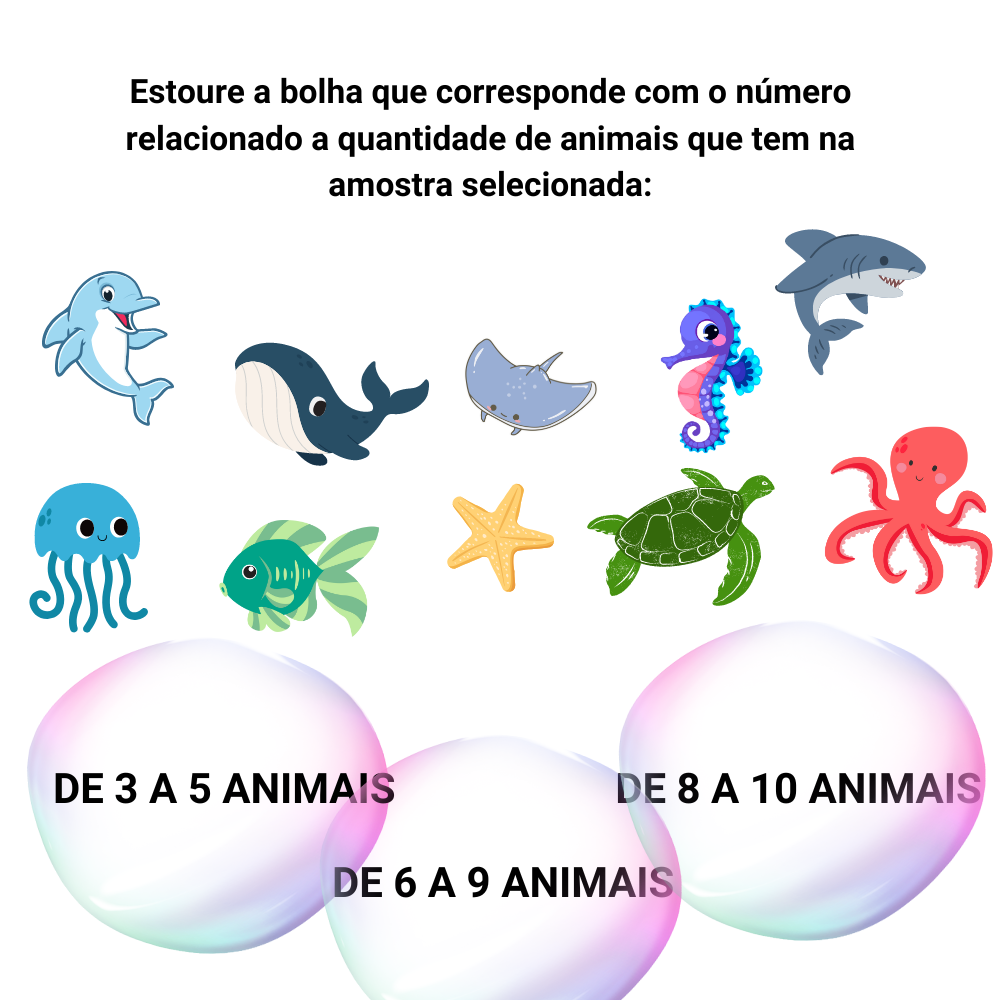 Estoure a bolha que corresponde com o número
relacionado a quantidade de animais que tem na
amostra selecionada:
DE 3 A 5 ANIMAIS
DE 8 A 10 ANIMAIS
DE 6 A 9 ANIMAIS